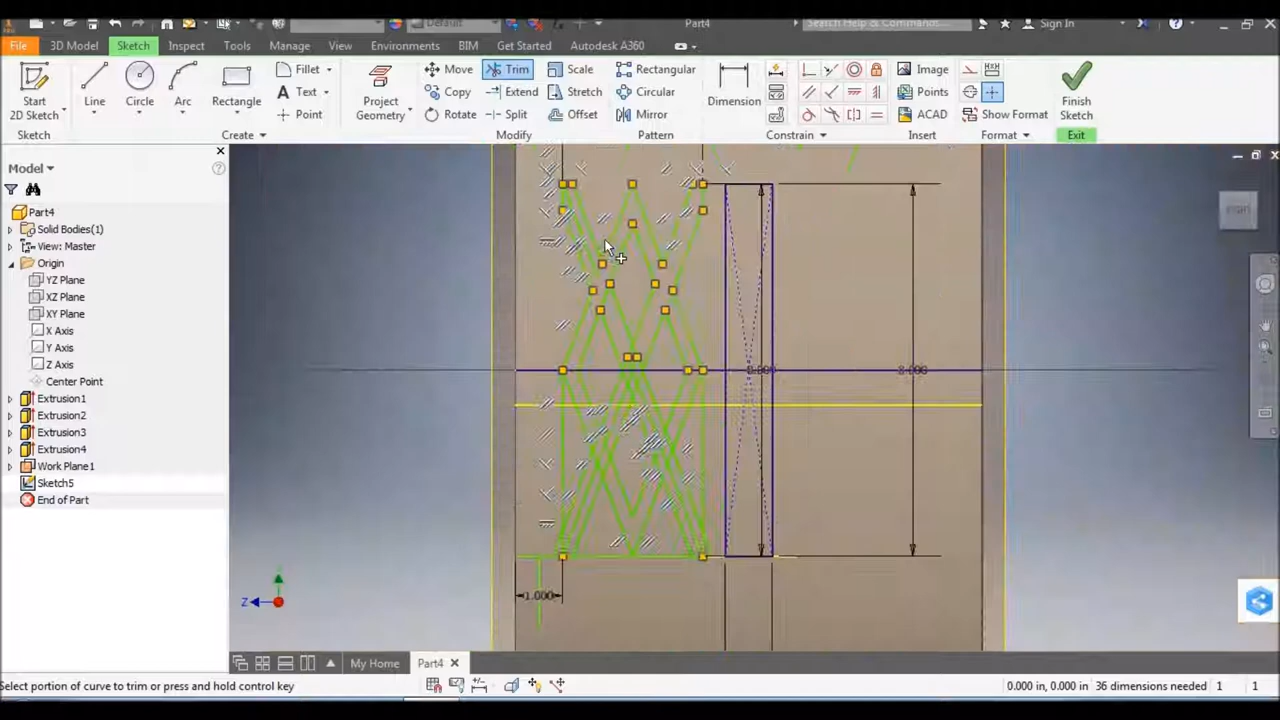 Default
Part4
Search Help & Commands...
Sign In
File 3D Model Sketch Inspect Tools Manage View Environments BIM Get Started Autodesk A360
Start 2D Sketch
Line
Circle
Arc
Rectangle
Fillet
Text
Point
Project Geometry
Move
Copy
Rotate
Trim
Extend
Split
Scale
Stretch
Offset
Rectangular
Circular
Mirror
Dimension
Image
Points
ACAD
Show Format
Finish Sketch
Sketch Create Modify Pattern Constrain Insert Format Exit
Model
Part4
Solid Bodies(1)
View: Master
Origin
YZ Plane
XZ Plane
XY Plane
X Axis
Y Axis
Z Axis
Center Point
Extrusion1
Extrusion2
Extrusion3
Extrusion4
Work Plane1
Sketch5
End of Part
1.000
Z
My Home Part4
Select portion of curve to trim or press and hold control key
0.000 in, 0.000 in 36 dimensions needed 1 1